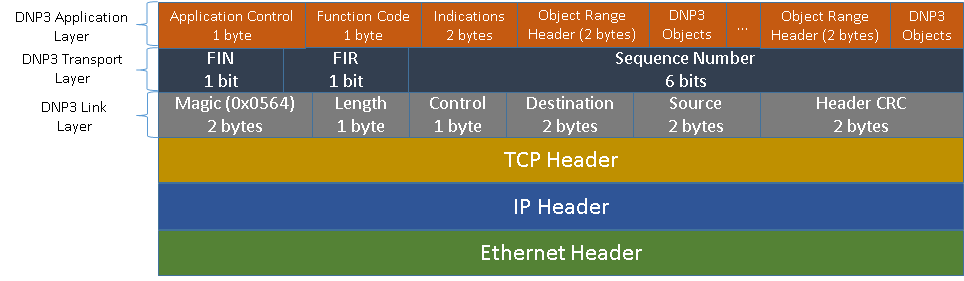 DNP3 Application
Layer
Application Control
1 byte
Function Code
1 byte
Indications
2 bytes
Object Range
Header (2 bytes)
DNP3
Objects
...
Object Range
Header (2 bytes)
DNP3
Objects
DNP3 Transport
Layer
FIN
1 bit
FIR
1 bit
Sequence Number
6 bits
DNP3 Link
Layer
Magic (0x0564)
2 bytes
Length
1 byte
Control
1 byte
Destination
2 bytes
Source
2 bytes
Header CRC
2 bytes
TCP Header
IP Header
Ethernet Header